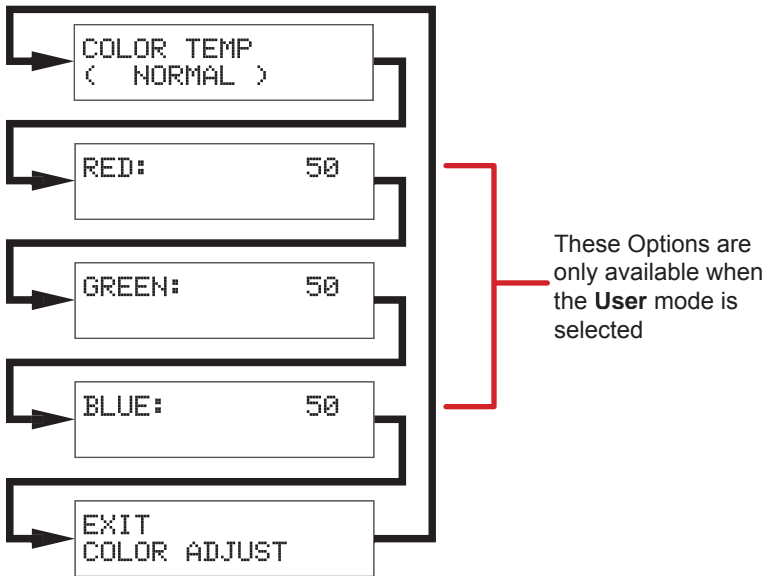 COLOR TEMP
( NORMAL )
RED: 50
GREEN: 50
BLUE: 50
EXIT
COLOR ADJUST
These Options are
only available when
the User mode is
selected